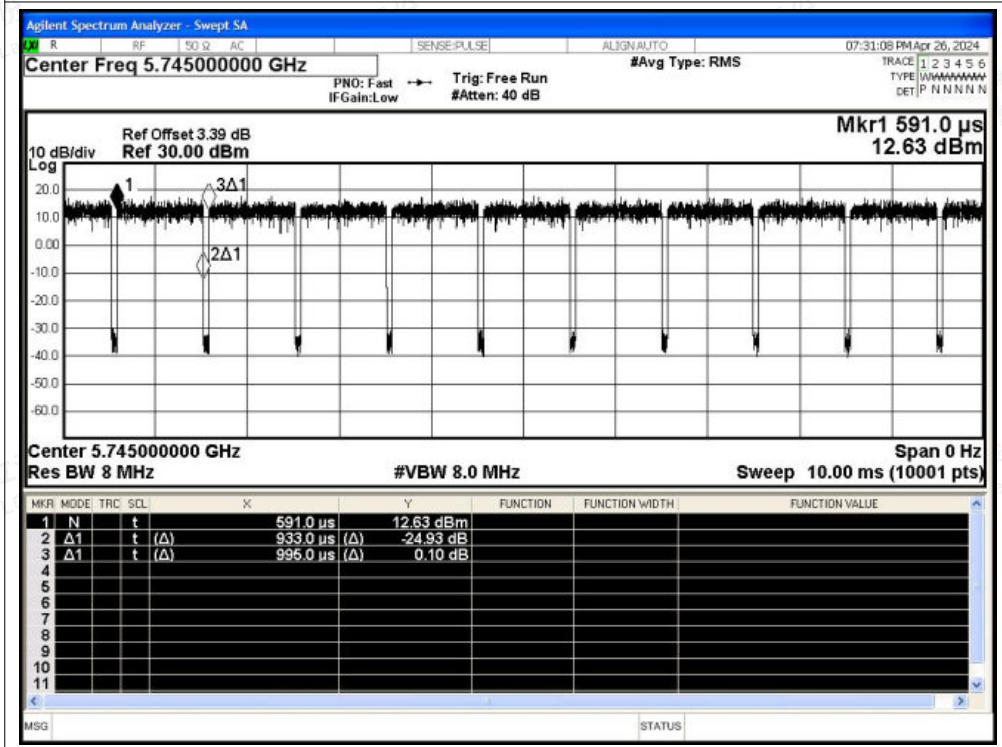 Agilent Spectrum Analyzer - Swept SA
LXI R RF 50 Ω AC SENSE:PULSE ALIGN AUTO 07:31:08 PM Apr 26, 2024
Center Freq 5.745000000 GHz #Avg Type: RMS TRACE 1 2 3 4 5 6
PNO: Fast Trig: Free Run TYPE WWWWWW
IFGain:Low #Atten: 40 dB DET P N N N N N
Mkr1 591.0 µs
Ref Offset 3.39 dB
10 dB/div Ref 30.00 dBm 12.63 dBm
Log
20.0
1 3Δ1
10.0
0.00
2Δ1
-10.0
-20.0
-30.0
-40.0
-50.0
-60.0
Center 5.745000000 GHz Span 0 Hz
Res BW 8 MHz #VBW 8.0 MHz Sweep 10.00 ms (10001 pts)
MKR MODE TRC SCL X Y FUNCTION FUNCTION WIDTH FUNCTION VALUE
1 N t 591.0 µs 12.63 dBm
2 Δ1 t (Δ) 933.0 µs (Δ) -24.93 dB
3 Δ1 t (Δ) 995.0 µs (Δ) 0.10 dB
4
5
6
7
8
9
10
11
MSG STATUS